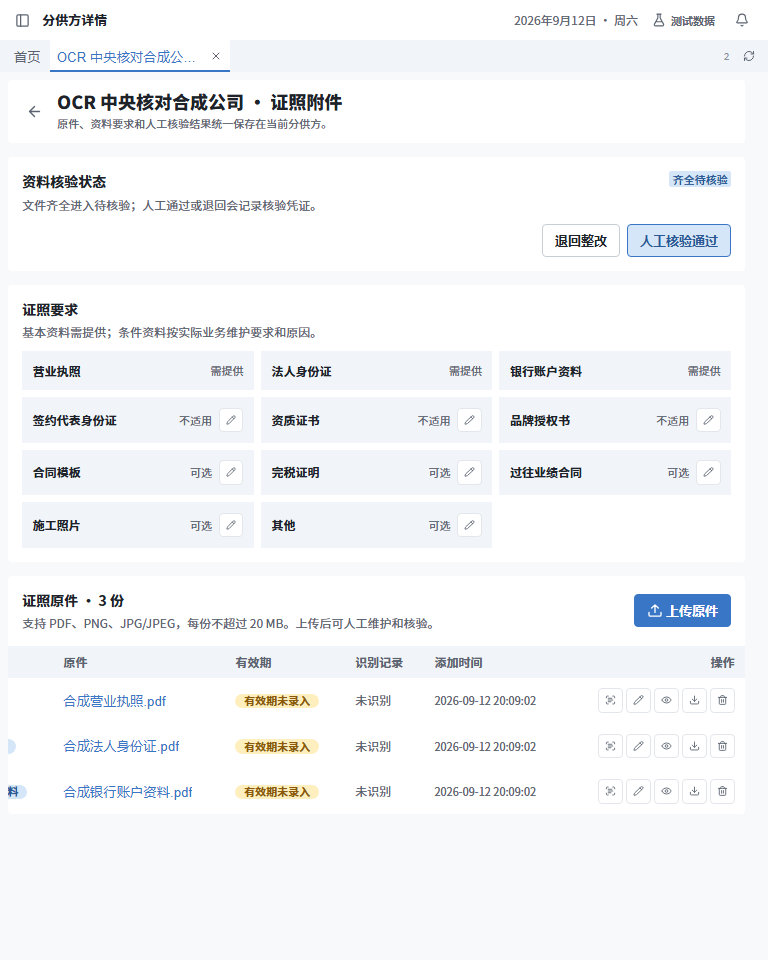 分供方详情
2026年9月12日 · 周六 测试数据
首页 OCR 中央核对合成公... 2
OCR 中央核对合成公司 · 证照附件
原件、资料要求和人工核验结果统一保存在当前分供方。
资料核验状态 齐全待核验
文件齐全进入待核验；人工通过或退回会记录核验凭证。
退回整改 人工核验通过
证照要求
基本资料需提供；条件资料按实际业务维护要求和原因。
营业执照 需提供 法人身份证 需提供 银行账户资料 需提供
签约代表身份证 不适用 资质证书 不适用 品牌授权书 不适用
合同模板 可选 完税证明 可选 过往业绩合同 可选
施工照片 可选 其他 可选
证照原件 · 3 份
支持 PDF、PNG、JPG/JPEG，每份不超过 20 MB。上传后可人工维护和核验。
上传原件
原件 有效期 识别记录 添加时间 操作
合成营业执照.pdf 有效期未录入 未识别 2026-09-12 20:09:02
合成法人身份证.pdf 有效期未录入 未识别 2026-09-12 20:09:02
料 合成银行账户资料.pdf 有效期未录入 未识别 2026-09-12 20:09:02